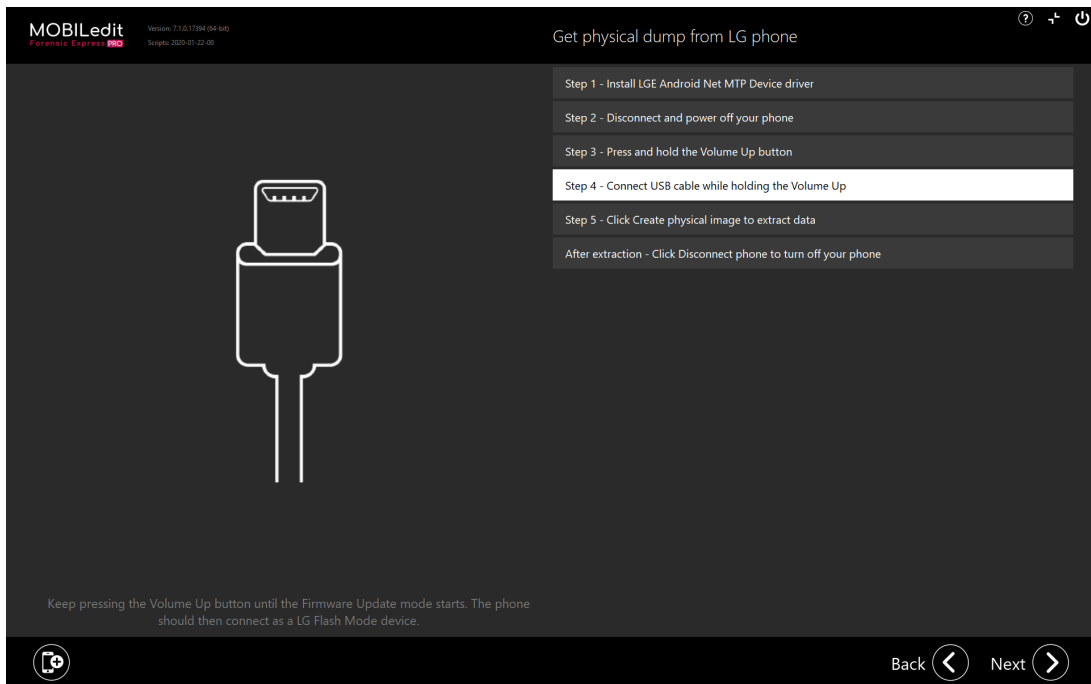 MOBILedit
Forensic Express PRO
Version: 7.1.0.17394 (64-bit)
Scripts: 2020-01-22-00
Get physical dump from LG phone
?
Step 1 - Install LGE Android Net MTP Device driver
Step 2 - Disconnect and power off your phone
Step 3 - Press and hold the Volume Up button
Step 4 - Connect USB cable while holding the Volume Up
Step 5 - Click Create physical image to extract data
After extraction - Click Disconnect phone to turn off your phone
Keep pressing the Volume Up button until the Firmware Update mode starts. The phone
should then connect as a LG Flash Mode device.
Back
Next